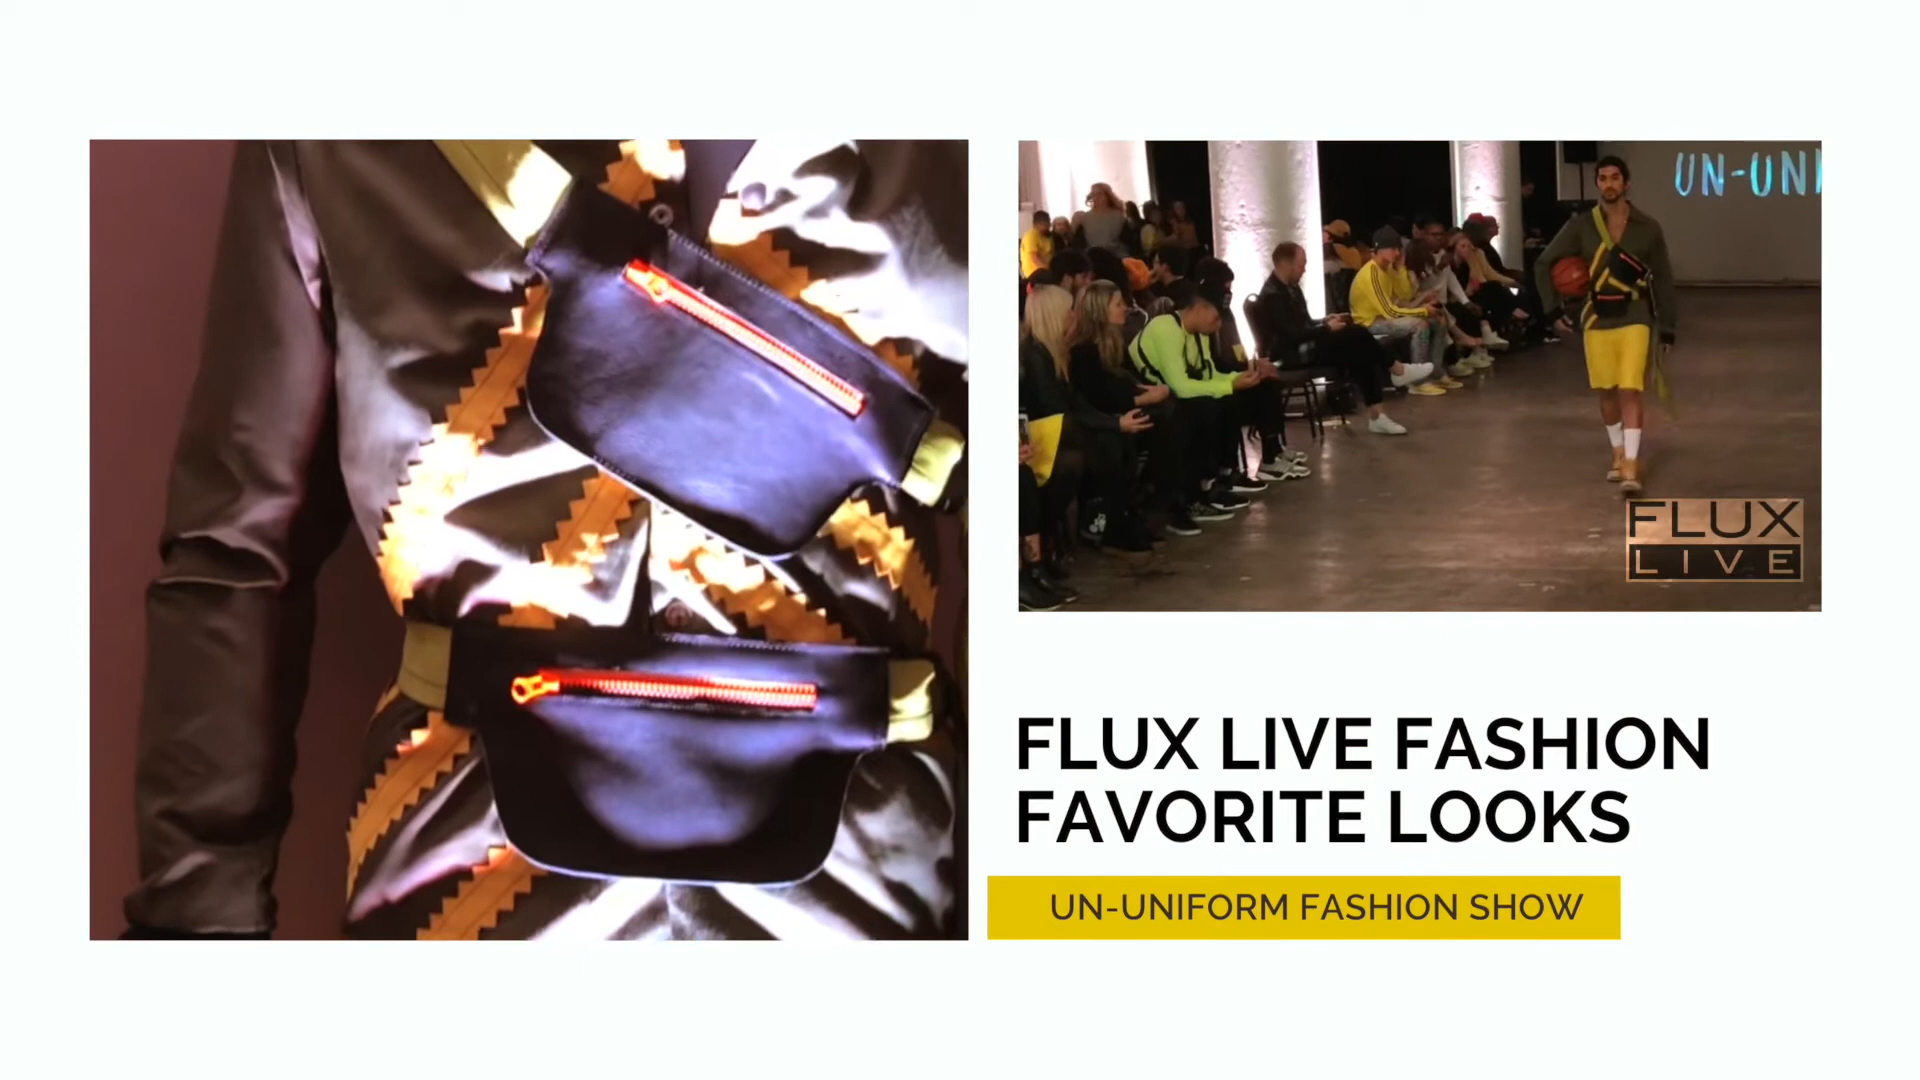 UN-UNI
FLUX
LIVE
FLUX LIVE FASHION
FAVORITE LOOKS
UN-UNIFORM FASHION SHOW